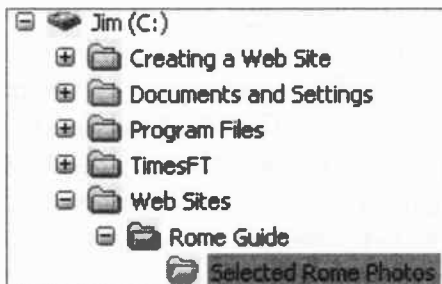 Jim (C:)
Creating a Web Site
Documents and Settings
Program Files
TimesFT
Web Sites
Rome Guide
Selected Rome Photos